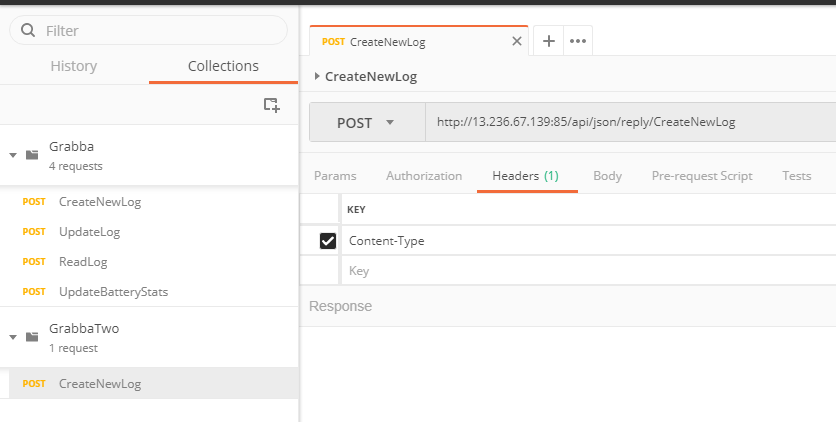 Filter
History Collections
Grabba
4 requests
POST CreateNewLog
POST UpdateLog
POST ReadLog
POST UpdateBatteryStats
GrabbaTwo
1 request
POST CreateNewLog
POST CreateNewLog
CreateNewLog
POST http://13.236.67.139:85/api/json/reply/CreateNewLog
Params Authorization Headers (1) Body Pre-request Script Tests
KEY
Content-Type
Key
Response